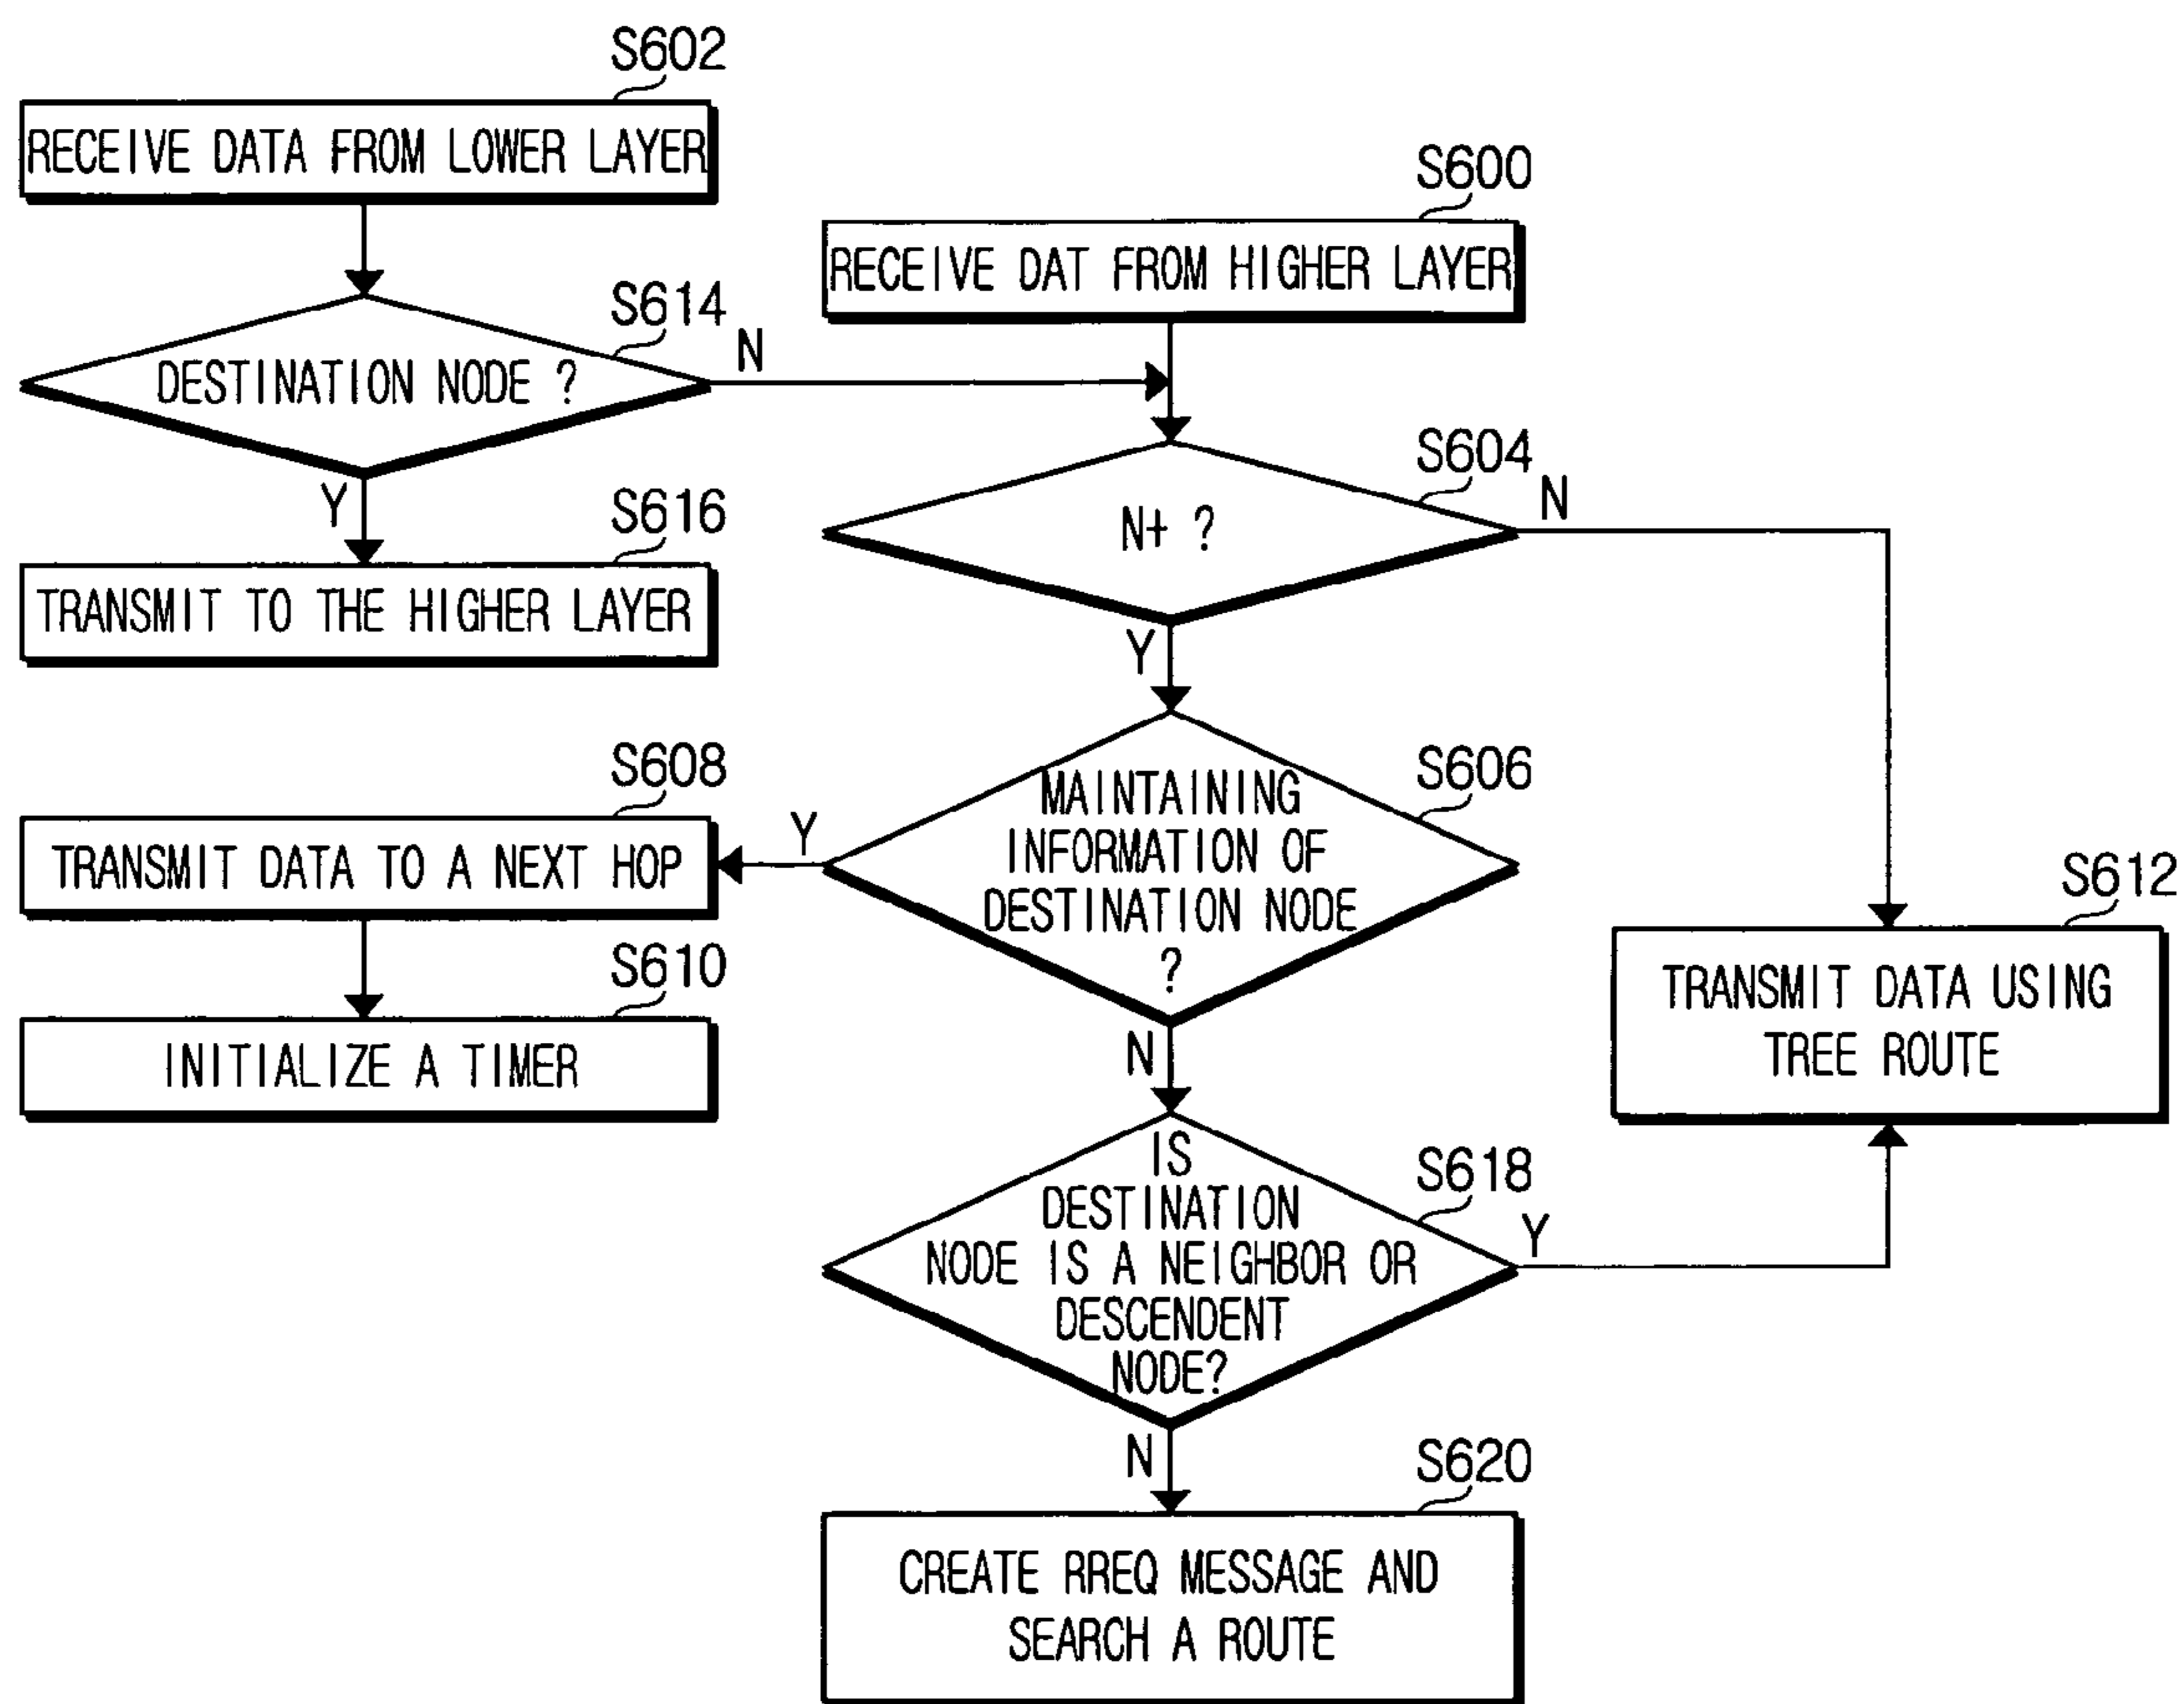 S602
RECEIVE DATA FROM LOWER LAYER
S600
RECEIVE DAT FROM HIGHER LAYER
S614
DESTINATION NODE ?
N
Y
S604
N+ ?
N
Y
S616
TRANSMIT TO THE HIGHER LAYER
S606
MAINTAINING
INFORMATION OF
DESTINATION NODE
?
Y
N
S608
TRANSMIT DATA TO A NEXT HOP
S610
INITIALIZE A TIMER
S612
TRANSMIT DATA USING
TREE ROUTE
S618
IS
DESTINATION
NODE IS A NEIGHBOR OR
DESCENDENT
NODE?
Y
N
S620
CREATE RREQ MESSAGE AND
SEARCH A ROUTE